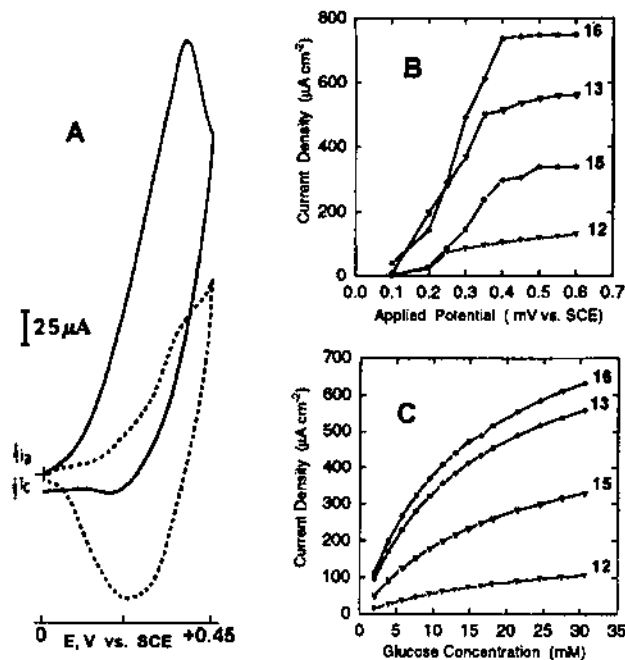 A
25 μA
ia
ic
0
+0.45
E, V vs. SCE
B
Current Density (μA cm⁻²)
800
600
400
200
0
0.0 0.1 0.2 0.3 0.4 0.5 0.6 0.7
Applied Potential ( mV vs. SCE)
16
13
15
12
C
Current Density (μA cm⁻²)
700
600
500
400
300
200
100
0
0 5 10 15 20 25 30 35
Glucose Concentration (mM)
16
13
15
12